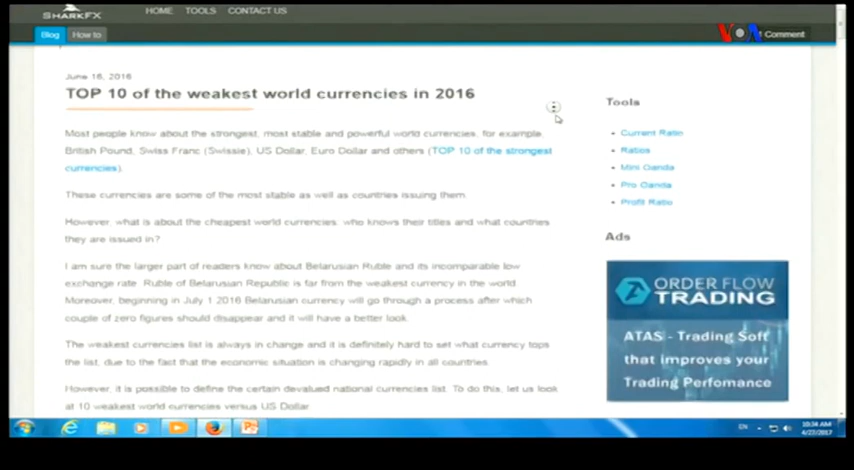 SHARKFX
HOME TOOLS CONTACT US
Blog How to
VOA
1 Comment
June 16, 2016
TOP 10 of the weakest world currencies in 2016
Most people know about the strongest, most stable and powerful world currencies, for example,
British Pound, Swiss Franc (Swissie), US Dollar, Euro Dollar and others (TOP 10 of the strongest
currencies).
These currencies are some of the most stable as well as countries issuing them.
However, what is about the cheapest world currencies, who knows their titles and what countries
they are issued in?
I am sure the larger part of readers know about Belarusian Ruble and its incomparable low
exchange rate. Ruble of Belarusian Republic is far from the weakest currency in the world.
Moreover, beginning in July 1 2016 Belarusian currency will go through a process after which
couple of zero figures should disappear and it will have a better look.
The weakest currencies list is always in change and it is definitely hard to set what currency tops
the list, due to the fact that the economic situation is changing rapidly in all countries.
However, it is possible to define the certain devalued national currencies list. To do this, let us look
at 10 weakest world currencies versus US Dollar
Tools
Current Ratio
Ratios
Mini Oanda
Pro Oanda
Profit Ratio
Ads
ORDER FLOW
TRADING
ATAS - Trading Soft
that improves your
Trading Perfomance
EN
10:34 AM
4/27/2017